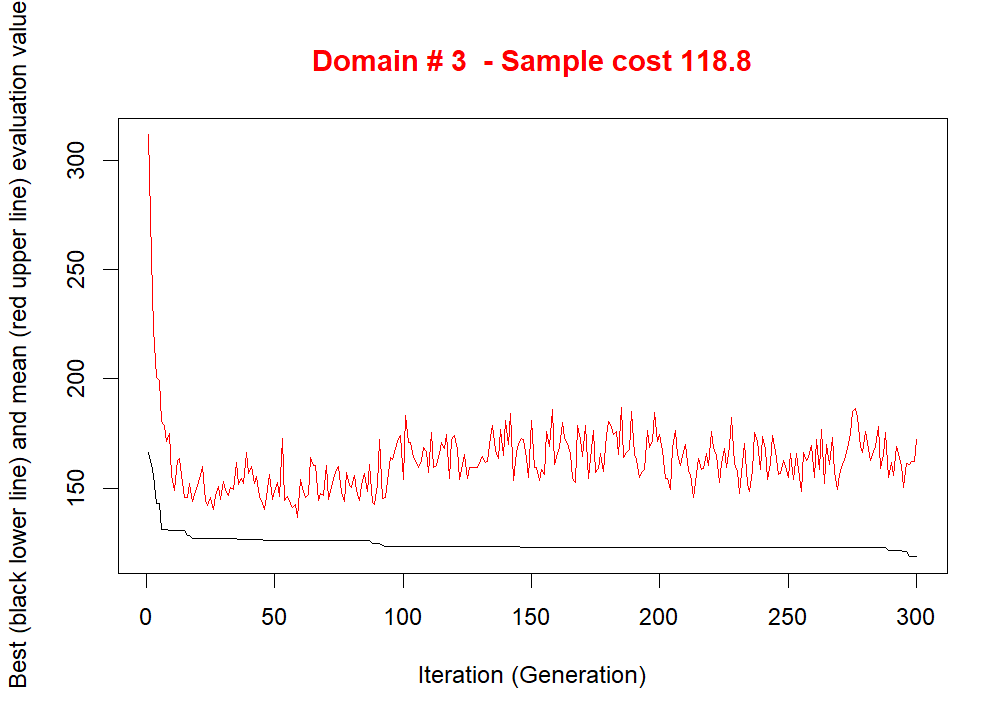 Domain # 3  - Sample cost 118.8
Best (black lower line) and mean (red upper line) evaluation value
300
250
200
150
0 50 100 150 200 250 300
Iteration (Generation)